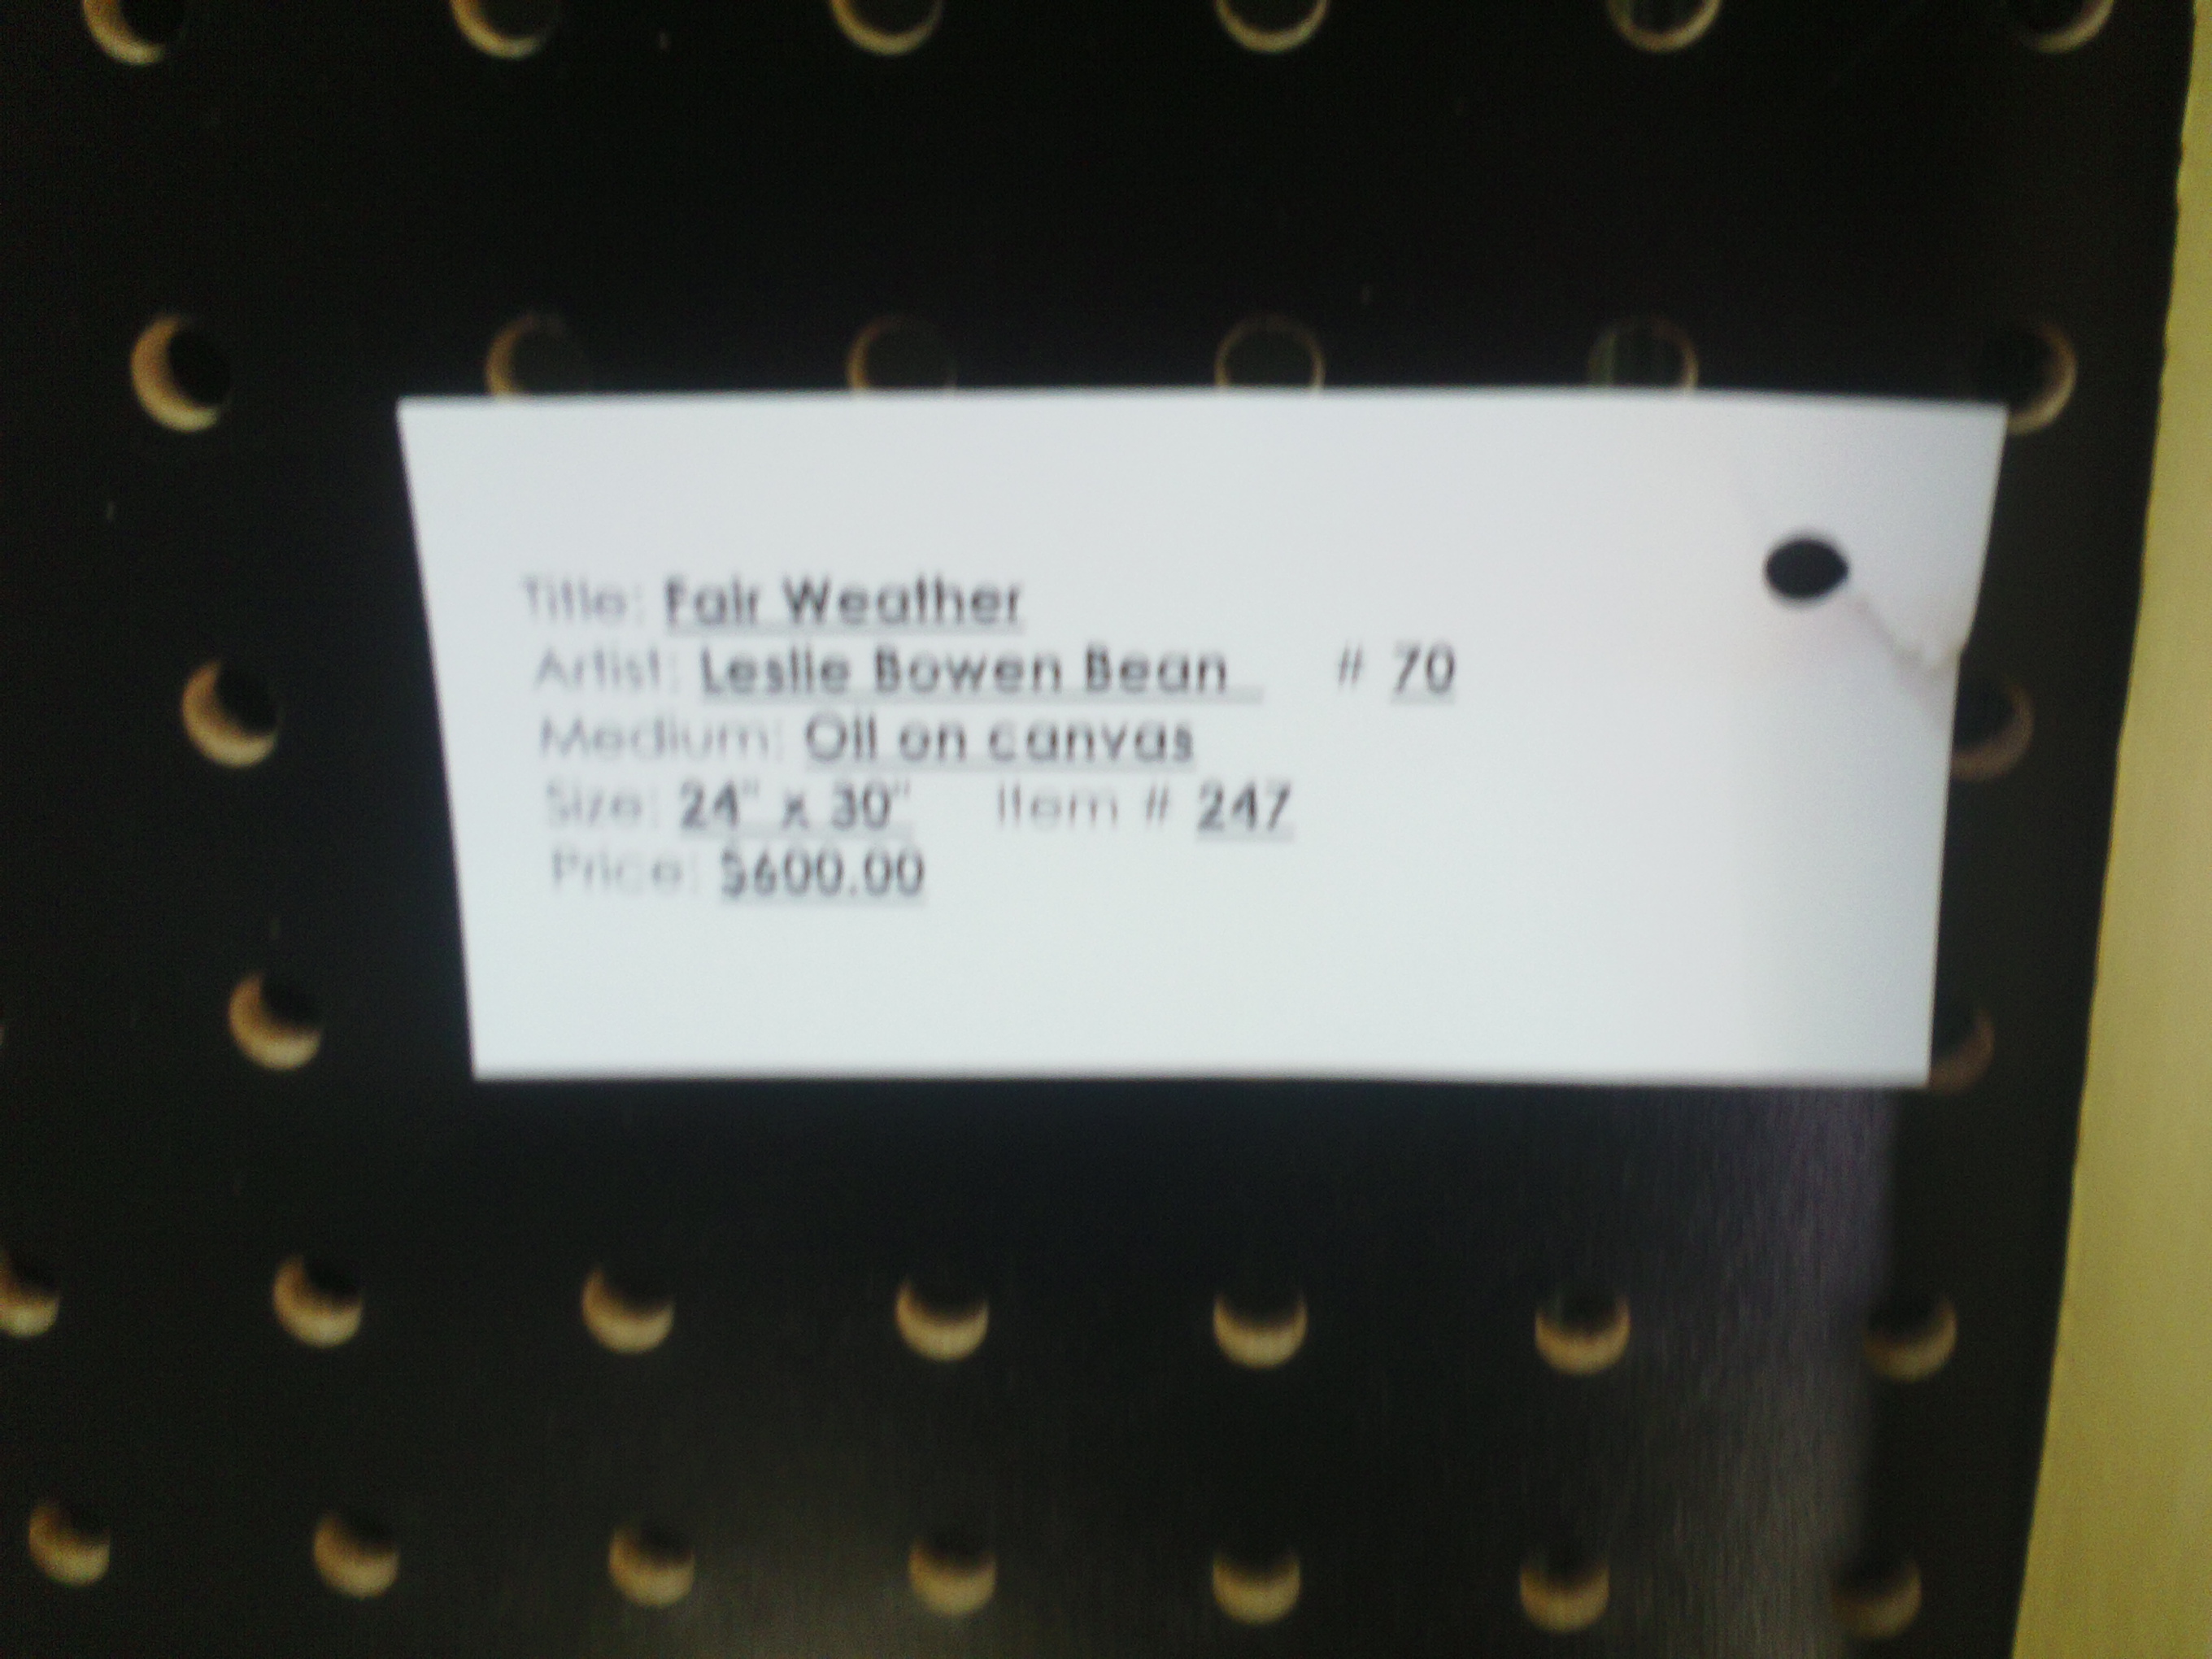 Title: Fair Weather
Artist: Leslie Bowen Bean # 70
Medium: Oil on canvas
Size: 24" x 30" Item # 247
Price: $600.00